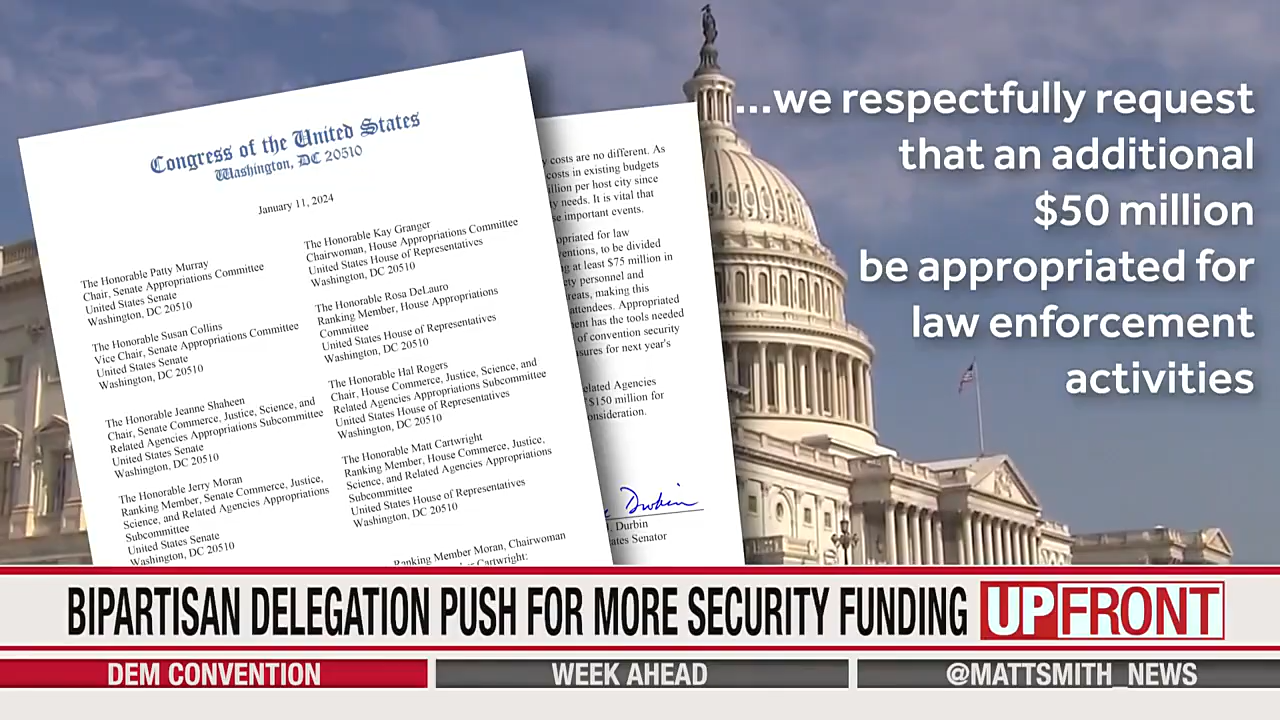 ...we respectfully request
that an additional
$50 million
be appropriated for
law enforcement
activities
Congress of the United States
Washington, DC 20510
January 11, 2024
The Honorable Patty Murray
Chair, Senate Appropriations Committee
United States Senate
Washington, DC 20510
The Honorable Susan Collins
Vice Chair, Senate Appropriations Committee
United States Senate
Washington, DC 20510
The Honorable Jeanne Shaheen
Chair, Senate Commerce, Justice, Science, and
Related Agencies Appropriations Subcommittee
United States Senate
Washington, DC 20510
The Honorable Jerry Moran
Ranking Member, Senate Commerce, Justice,
Science, and Related Agencies Appropriations
Subcommittee
United States Senate
Washington, DC 20510
The Honorable Kay Granger
Chairwoman, House Appropriations Committee
United States House of Representatives
Washington, DC 20510
The Honorable Rosa DeLauro
Ranking Member, House Appropriations
Committee
United States House of Representatives
Washington, DC 20510
The Honorable Hal Rogers
Chair, House Commerce, Justice, Science, and
Related Agencies Appropriations Subcommittee
United States House of Representatives
Washington, DC 20510
The Honorable Matt Cartwright
Ranking Member, House Commerce, Justice,
Science, and Related Agencies Appropriations
Subcommittee
United States House of Representatives
Washington, DC 20510
Ranking Member Moran, Chairwoman
Cartwright:
costs are no different. As
costs in existing budgets
per host city since
needs. It is vital that
important events.
for law
to be divided
at least $75 million in
personnel and
making this
attendees. Appropriated
has the tools needed
of convention security
for next year's
Agencies
$150 million for
Durbin
Durbin
Senator
BIPARTISAN DELEGATION PUSH FOR MORE SECURITY FUNDING
UPFRONT
DEM CONVENTION
WEEK AHEAD
@MATTSMITH_NEWS